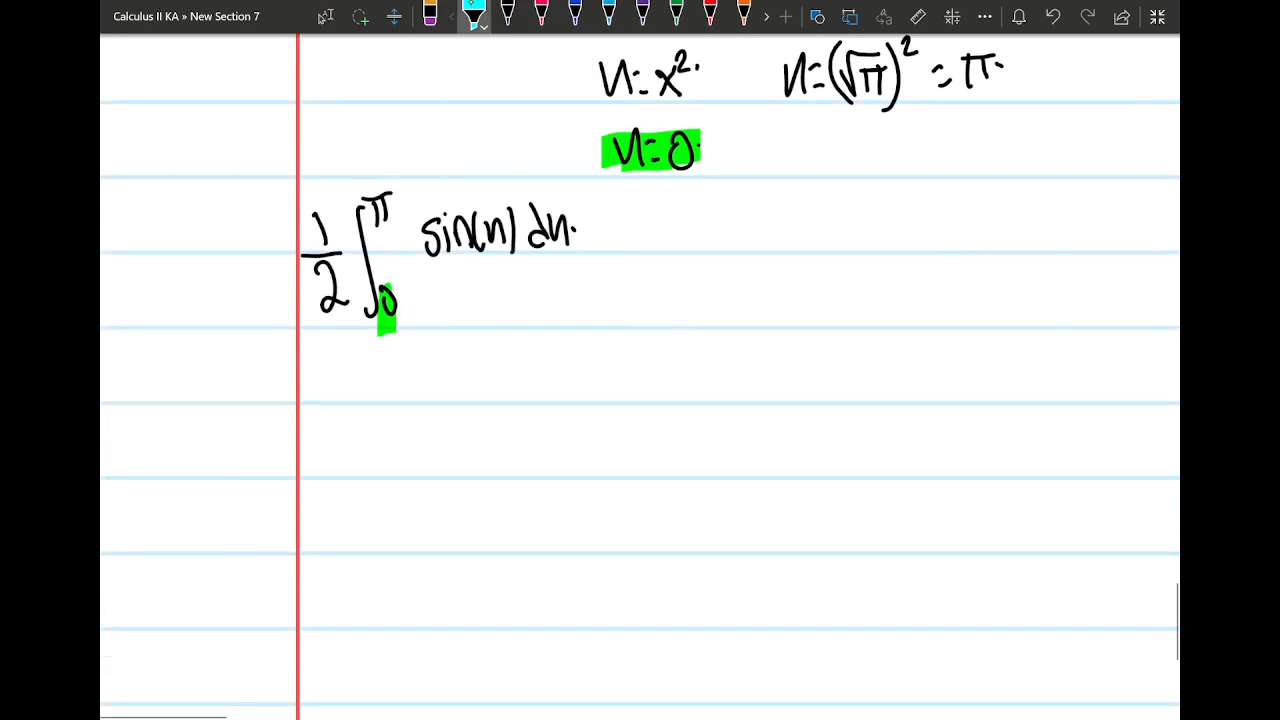 Calculus II KA » New Section 7
u=x². u=(√π)²=π.
u=0.
1/2 ∫₀^π sin(u) du.